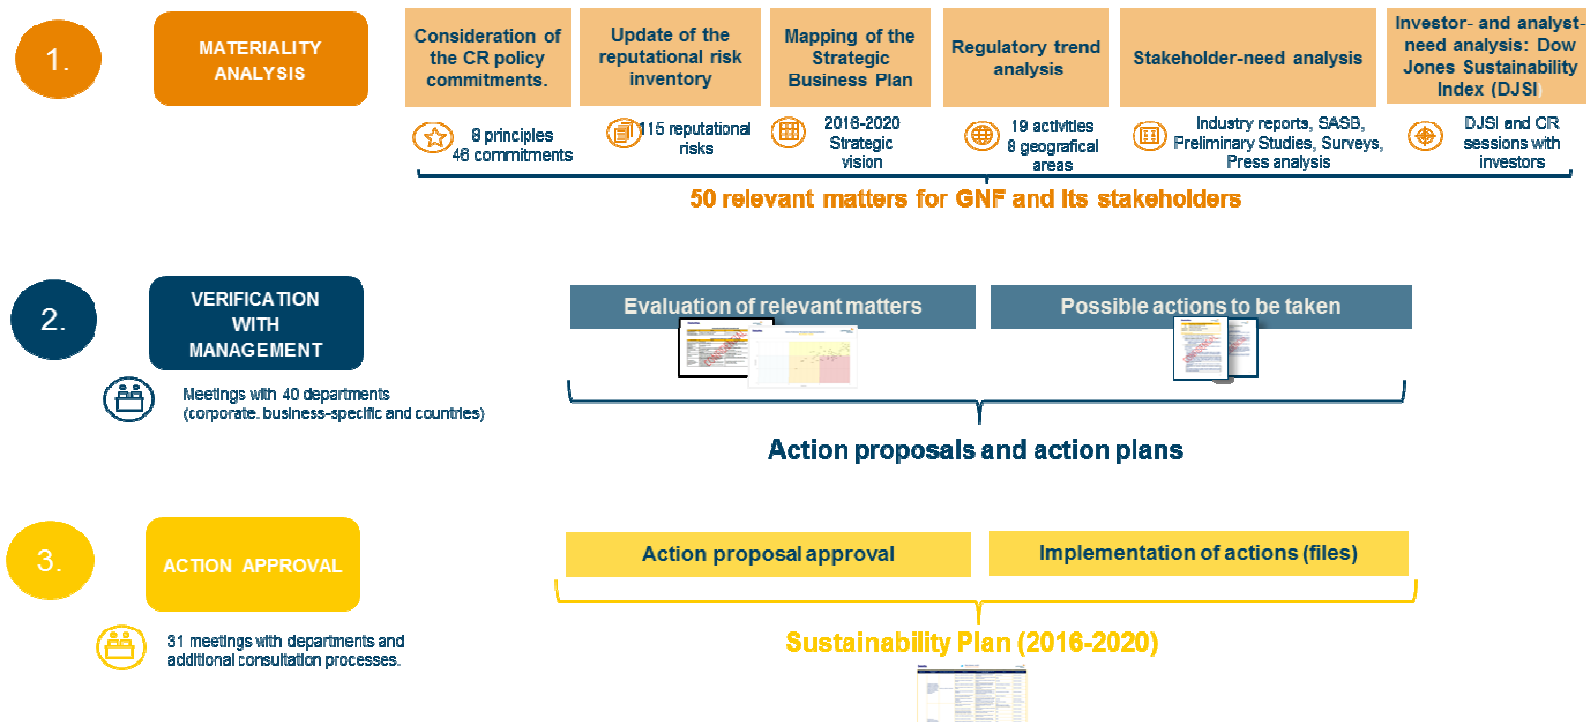 1.
MATERIALITY
ANALYSIS
Consideration of
the CR policy
commitments.
Update of the
reputational risk
inventory
Mapping of the
Strategic
Business Plan
Regulatory trend
analysis
Stakeholder-need analysis
Investor- and analyst-
need analysis: Dow
Jones Sustainability
Index (DJSI)
8 principles
46 commitments
115 reputational
risks
2016-2020
Strategic
vision
19 activities
8 geografical
areas
Industry reports, SASB,
Preliminary Studies, Surveys,
Press analysis
DJSI and CR
sessions with
investors
50 relevant matters for GNF and its stakeholders
2.
VERIFICATION
WITH
MANAGEMENT
Evaluation of relevant matters
Possible actions to be taken
Meetings with 40 departments
(corporate, business-specific and countries)
Action proposals and action plans
3.
ACTION APPROVAL
Action proposal approval
Implementation of actions (files)
31 meetings with departments and
additional consultation processes.
Sustainability Plan (2016-2020)